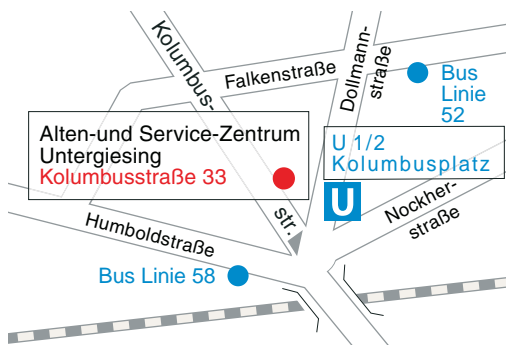 Kolumbus-
Falkenstraße
Dollmann-
straße
Bus
Linie
52
Alten-und Service-Zentrum
Untergiesing
Kolumbusstraße 33
U 1/2
Kolumbusplatz
U
str.
Nockher-
straße
Humboldstraße
Bus Linie 58